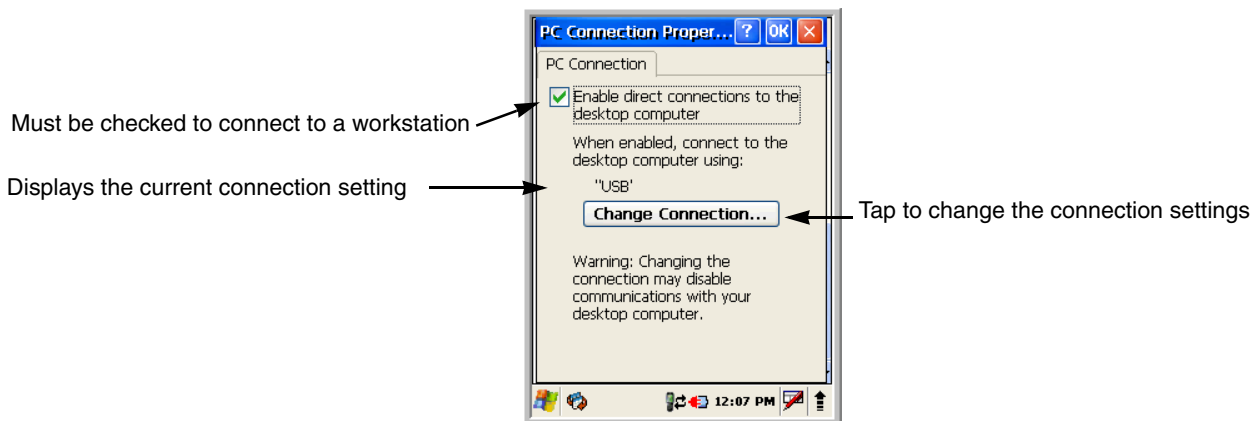 PC Connection Proper... ? OK
PC Connection
Enable direct connections to the
desktop computer
Must be checked to connect to a workstation
When enabled, connect to the
desktop computer using:
Displays the current connection setting
"USB'
Change Connection...
Tap to change the connection settings
Warning: Changing the
connection may disable
communications with your
desktop computer.
12:07 PM